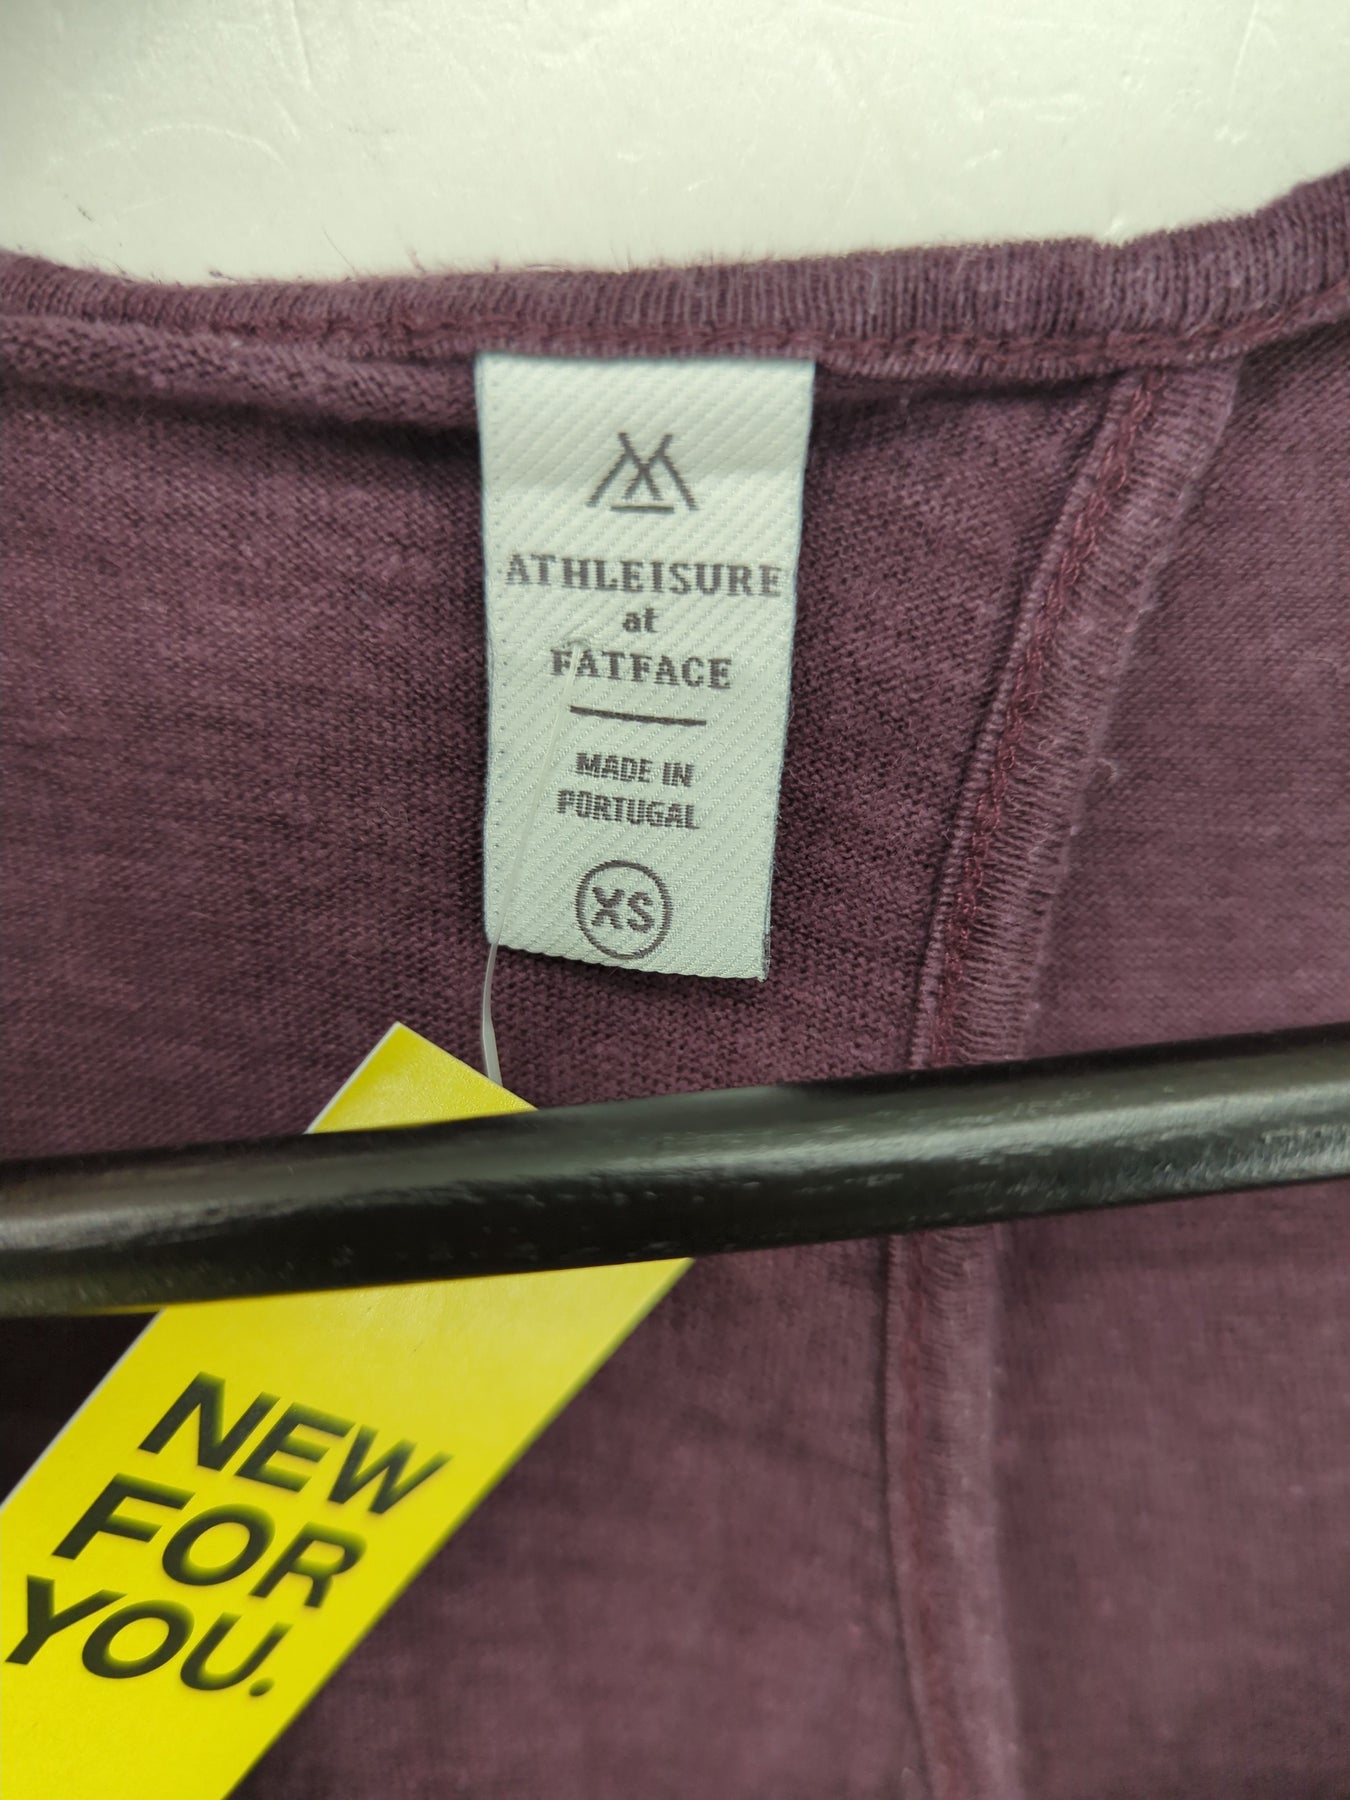 ATHLEISURE
at
FATFACE
MADE IN
PORTUGAL
XS
NEW
FOR
YOU.